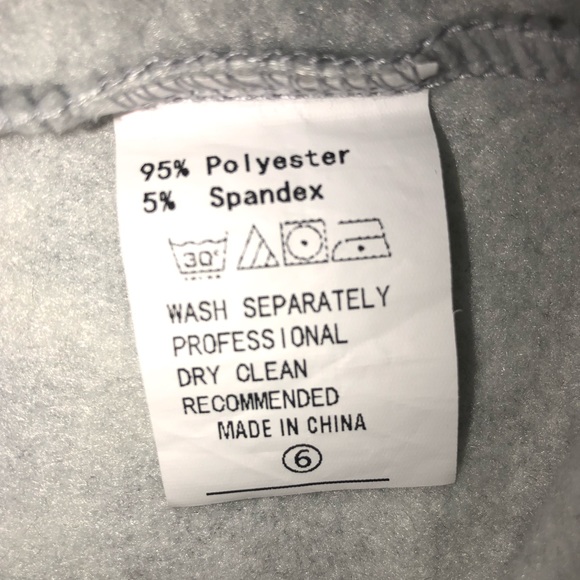 95% Polyester
5% Spandex
30°
WASH SEPARATELY
PROFESSIONAL
DRY CLEAN
RECOMMENDED
MADE IN CHINA
6